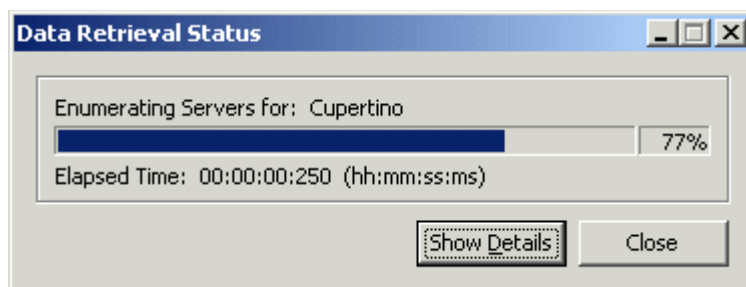 Data Retrieval Status
Enumerating Servers for: Cupertino
77%
Elapsed Time: 00:00:00:250 (hh:mm:ss:ms)
Show Details
Close